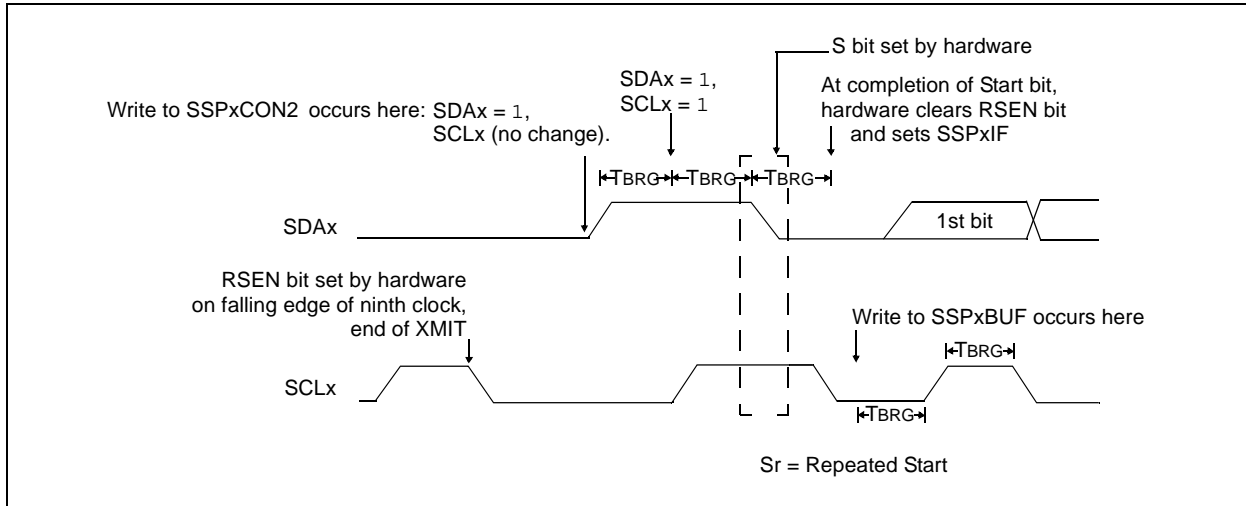 S bit set by hardware
SDAx = 1,
SCLx = 1
At completion of Start bit,
hardware clears RSEN bit
and sets SSPxIF
Write to SSPxCON2 occurs here: SDAx = 1,
SCLx (no change).
TBRG TBRG TBRG
SDAx
1st bit
RSEN bit set by hardware
on falling edge of ninth clock,
end of XMIT
Write to SSPxBUF occurs here
TBRG
SCLx
TBRG
Sr = Repeated Start